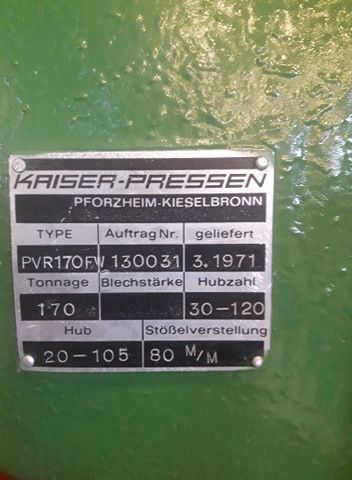 KAISER-PRESSEN
PFORZHEIM-KIESELBRONN
TYPE Auftrag Nr. geliefert
PVR170FW 130031 3.1971
Tonnage Blechstärke Hubzahl
170 30-120
Hub Stößelverstellung
20-105 80 M/M